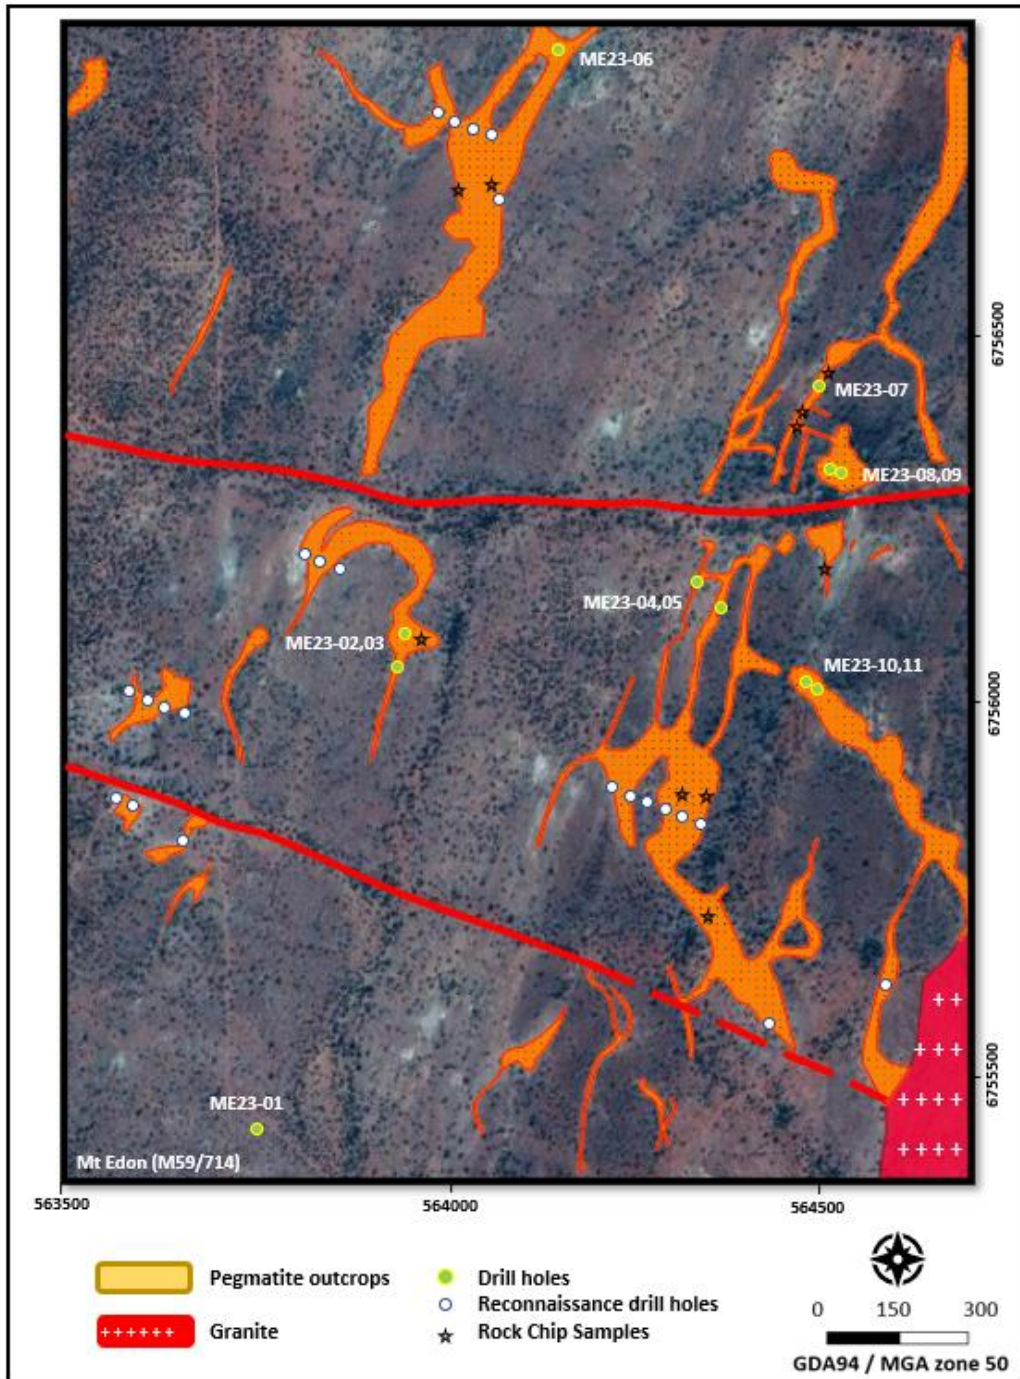 ME23-06
6756500
ME23-07
ME23-08,09
ME23-04,05
ME23-02,03
ME23-10,11
6756000
6755500
ME23-01
Mt Edon (M59/714)
563500
564000
564500
Pegmatite outcrops
Granite
Drill holes
Reconnaissance drill holes
Rock Chip Samples
0 150 300
GDA94 / MGA zone 50